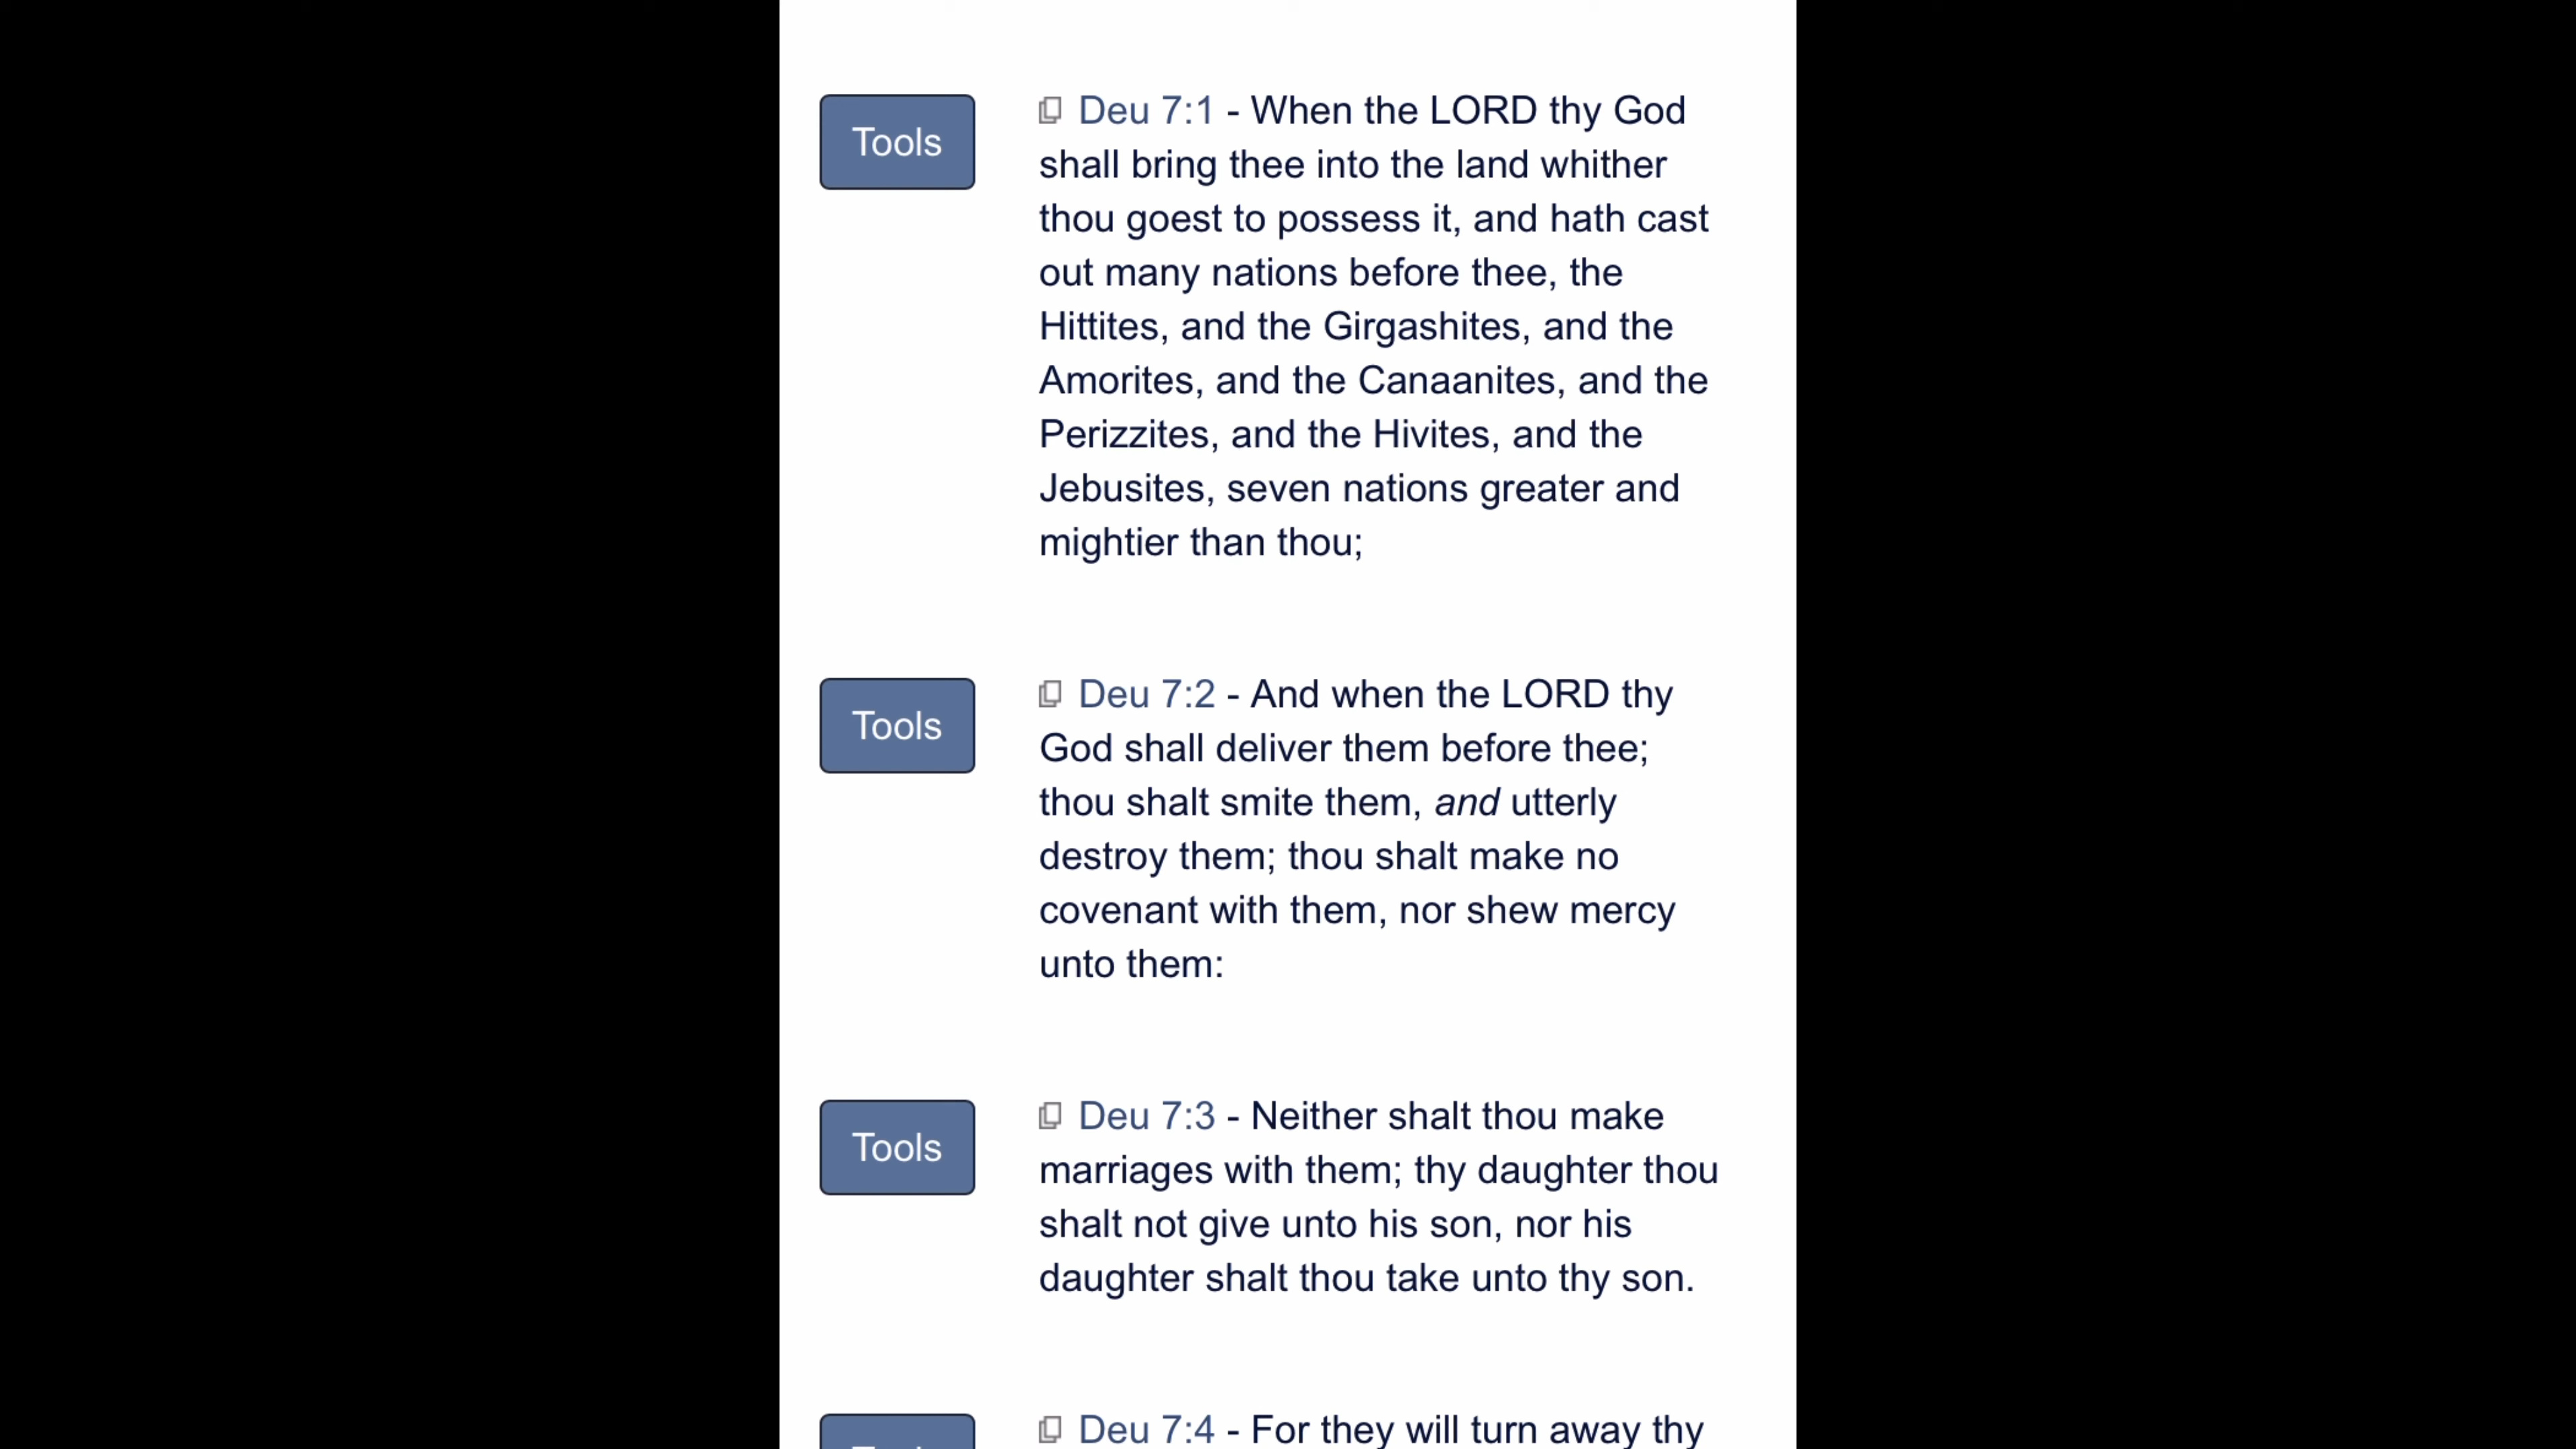 Tools
Deu 7:1 - When the LORD thy God
shall bring thee into the land whither
thou goest to possess it, and hath cast
out many nations before thee, the
Hittites, and the Girgashites, and the
Amorites, and the Canaanites, and the
Perizzites, and the Hivites, and the
Jebusites, seven nations greater and
mightier than thou;
Tools
Deu 7:2 - And when the LORD thy
God shall deliver them before thee;
thou shalt smite them, and utterly
destroy them; thou shalt make no
covenant with them, nor shew mercy
unto them:
Tools
Deu 7:3 - Neither shalt thou make
marriages with them; thy daughter thou
shalt not give unto his son, nor his
daughter shalt thou take unto thy son.
Deu 7:4 - For they will turn away thy